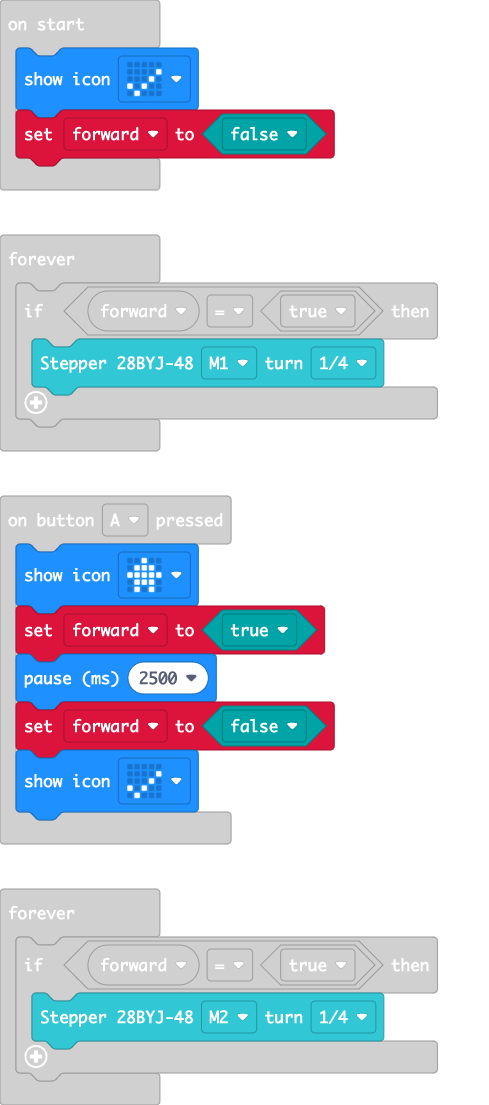 on start
show icon
set forward to false
forever
if forward = true then
Stepper 28BYJ-48 M1 turn 1/4
on button A pressed
show icon
set forward to true
pause (ms) 2500
set forward to false
show icon
forever
if forward = true then
Stepper 28BYJ-48 M2 turn 1/4